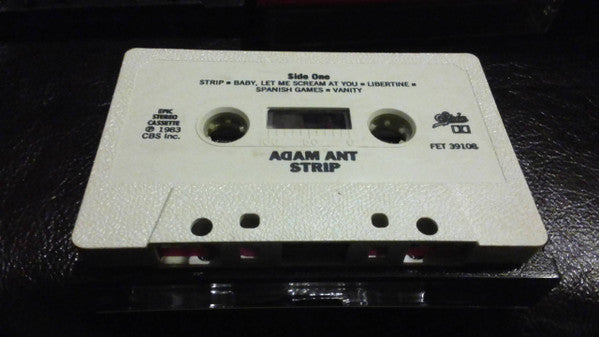 Side One
STRIP • BABY, LET ME SCREAM AT YOU • LIBERTINE •
SPANISH GAMES • VANITY
EPIC
STEREO
CASSETTE
℗ 1983
CBS Inc.
Epic
FET 39108
ADAM ANT
STRIP